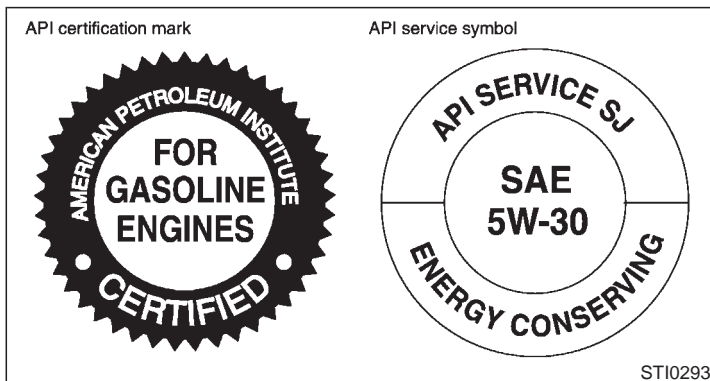 API certification mark
AMERICAN PETROLEUM INSTITUTE
FOR
GASOLINE
ENGINES
CERTIFIED
API service symbol
API SERVICE SJ
SAE
5W-30
ENERGY CONSERVING
STI0293